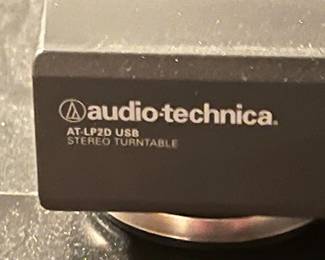 audio-technica.
AT-LP2D USB
STEREO TURNTABLE